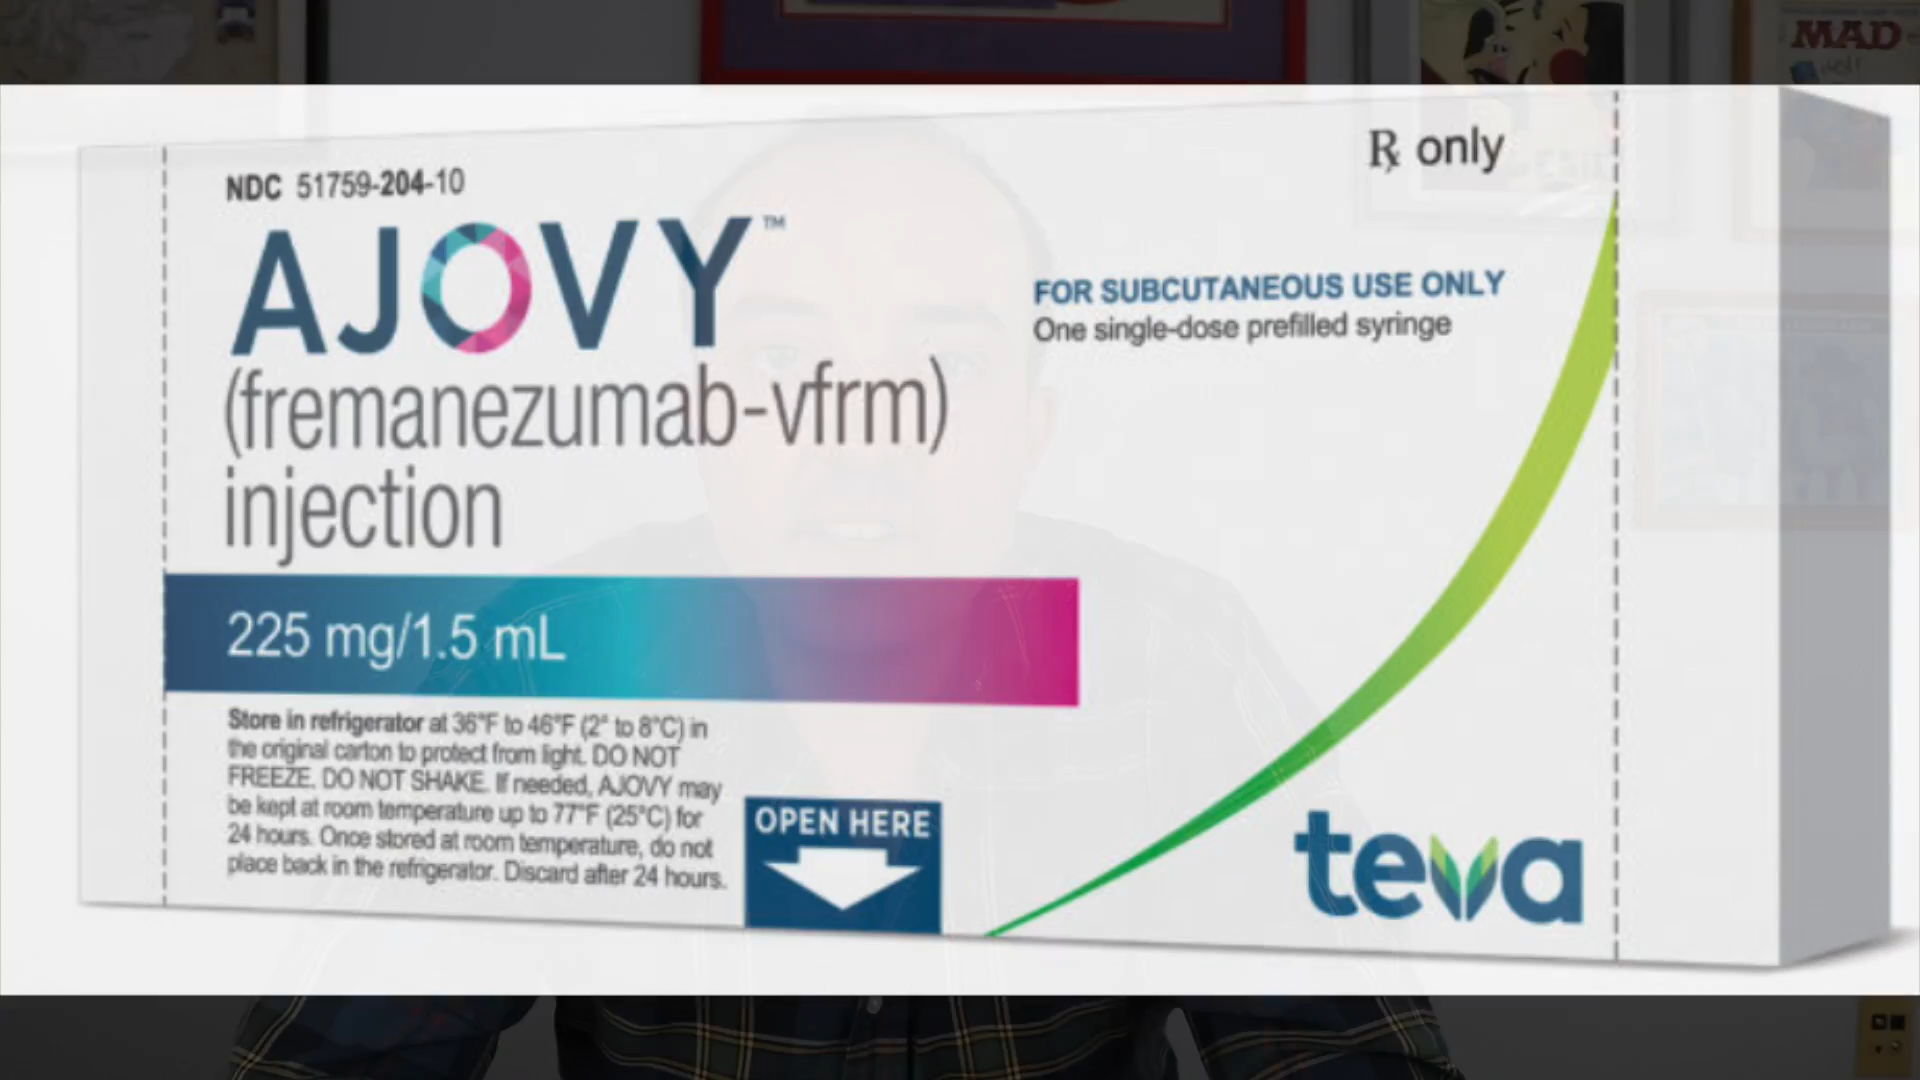 MAD
Rx only
NDC 51759-204-10
AJOVY™
(fremanezumab-vfrm)
injection
FOR SUBCUTANEOUS USE ONLY
One single-dose prefilled syringe
225 mg/1.5 mL
Store in refrigerator at 36°F to 46°F (2° to 8°C) in
the original carton to protect from light. DO NOT
FREEZE. DO NOT SHAKE. If needed, AJOVY may
be kept at room temperature up to 77°F (25°C) for
24 hours. Once stored at room temperature, do not
place back in the refrigerator. Discard after 24 hours.
OPEN HERE
teva